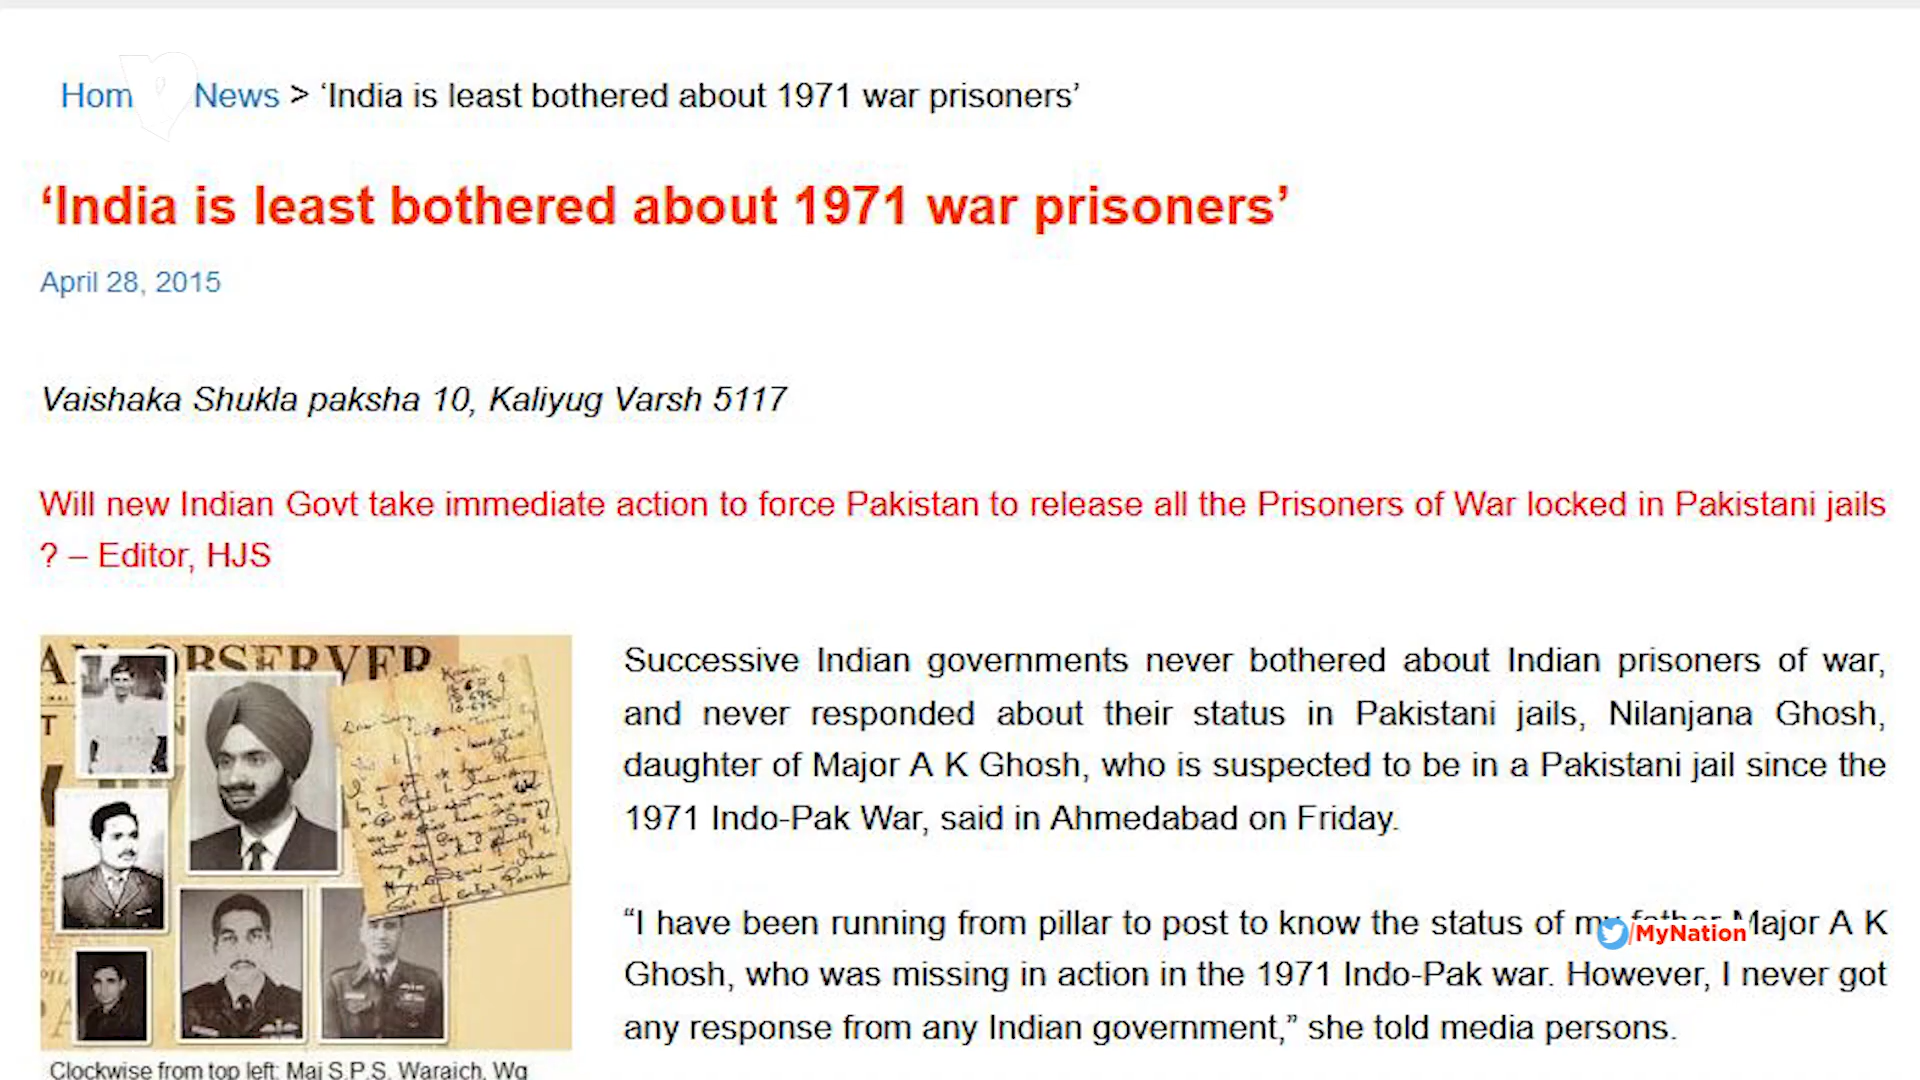 Hom News > ‘India is least bothered about 1971 war prisoners’
‘India is least bothered about 1971 war prisoners’
April 28, 2015
Vaishaka Shukla paksha 10, Kaliyug Varsh 5117
Will new Indian Govt take immediate action to force Pakistan to release all the Prisoners of War locked in Pakistani jails
? – Editor, HJS
OBSERVER
Successive Indian governments never bothered about Indian prisoners of war,
and never responded about their status in Pakistani jails, Nilanjana Ghosh,
daughter of Major A K Ghosh, who is suspected to be in a Pakistani jail since the
1971 Indo-Pak War, said in Ahmedabad on Friday.
“I have been running from pillar to post to know the status of my father Major A K
/MyNation
Ghosh, who was missing in action in the 1971 Indo-Pak war. However, I never got
any response from any Indian government,” she told media persons.
Clockwise from top left: Maj S.P.S. Waraich, Wg